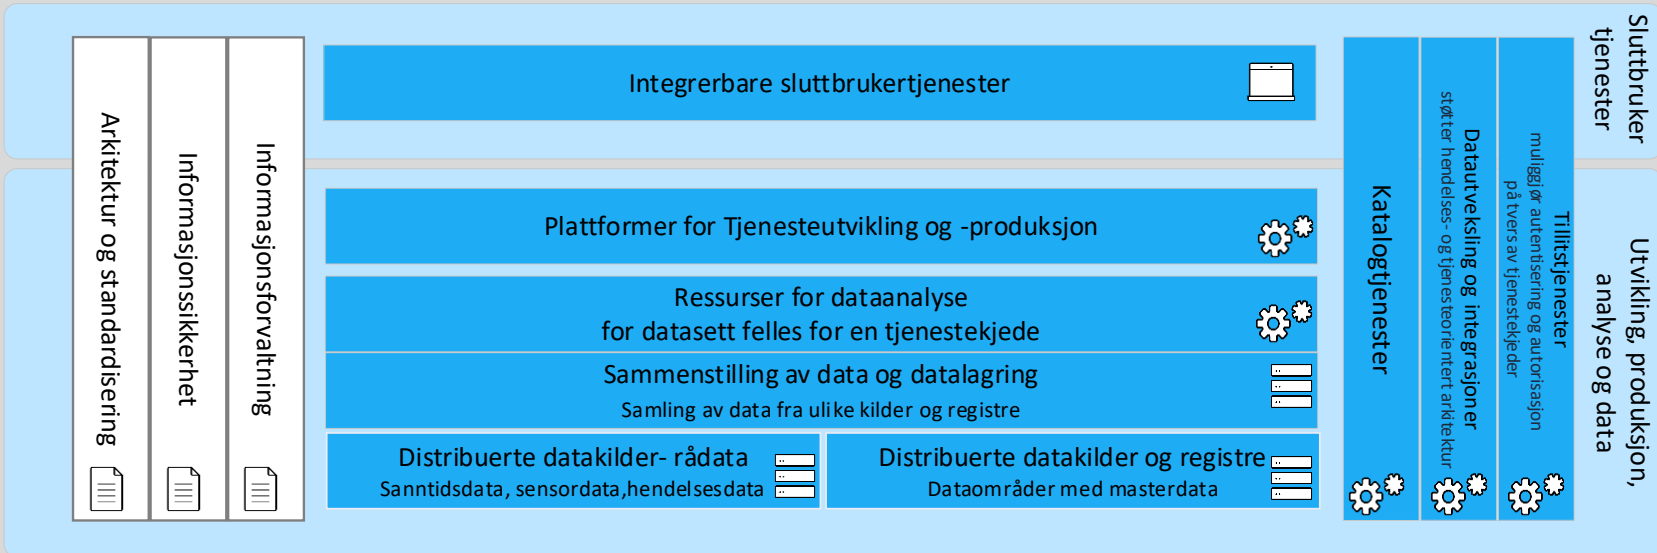 Arkitektur og standardisering
Informasjonssikkerhet
Informasjonsforvaltning
Integrerbare sluttbrukertjenester
Plattformer for Tjenesteutvikling og -produksjon
Ressurser for dataanalyse
for datasett felles for en tjenestekjede
Sammenstilling av data og datalagring
Samling av data fra ulike kilder og registre
Distribuerte datakilder- rådata
Sanntidsdata, sensordata,hendelsesdata
Distribuerte datakilder og registre
Dataområder med masterdata
Katalogtjenester
Datautveksling og integrasjoner
støtter hendelses- og tjenesteorientert arkitektur
Tillitstjenester
muliggjør autentisering og autorisasjon
på tvers av tjenestekjeder
Sluttbruker
tjenester
Utvikling, produksjon,
analyse og data